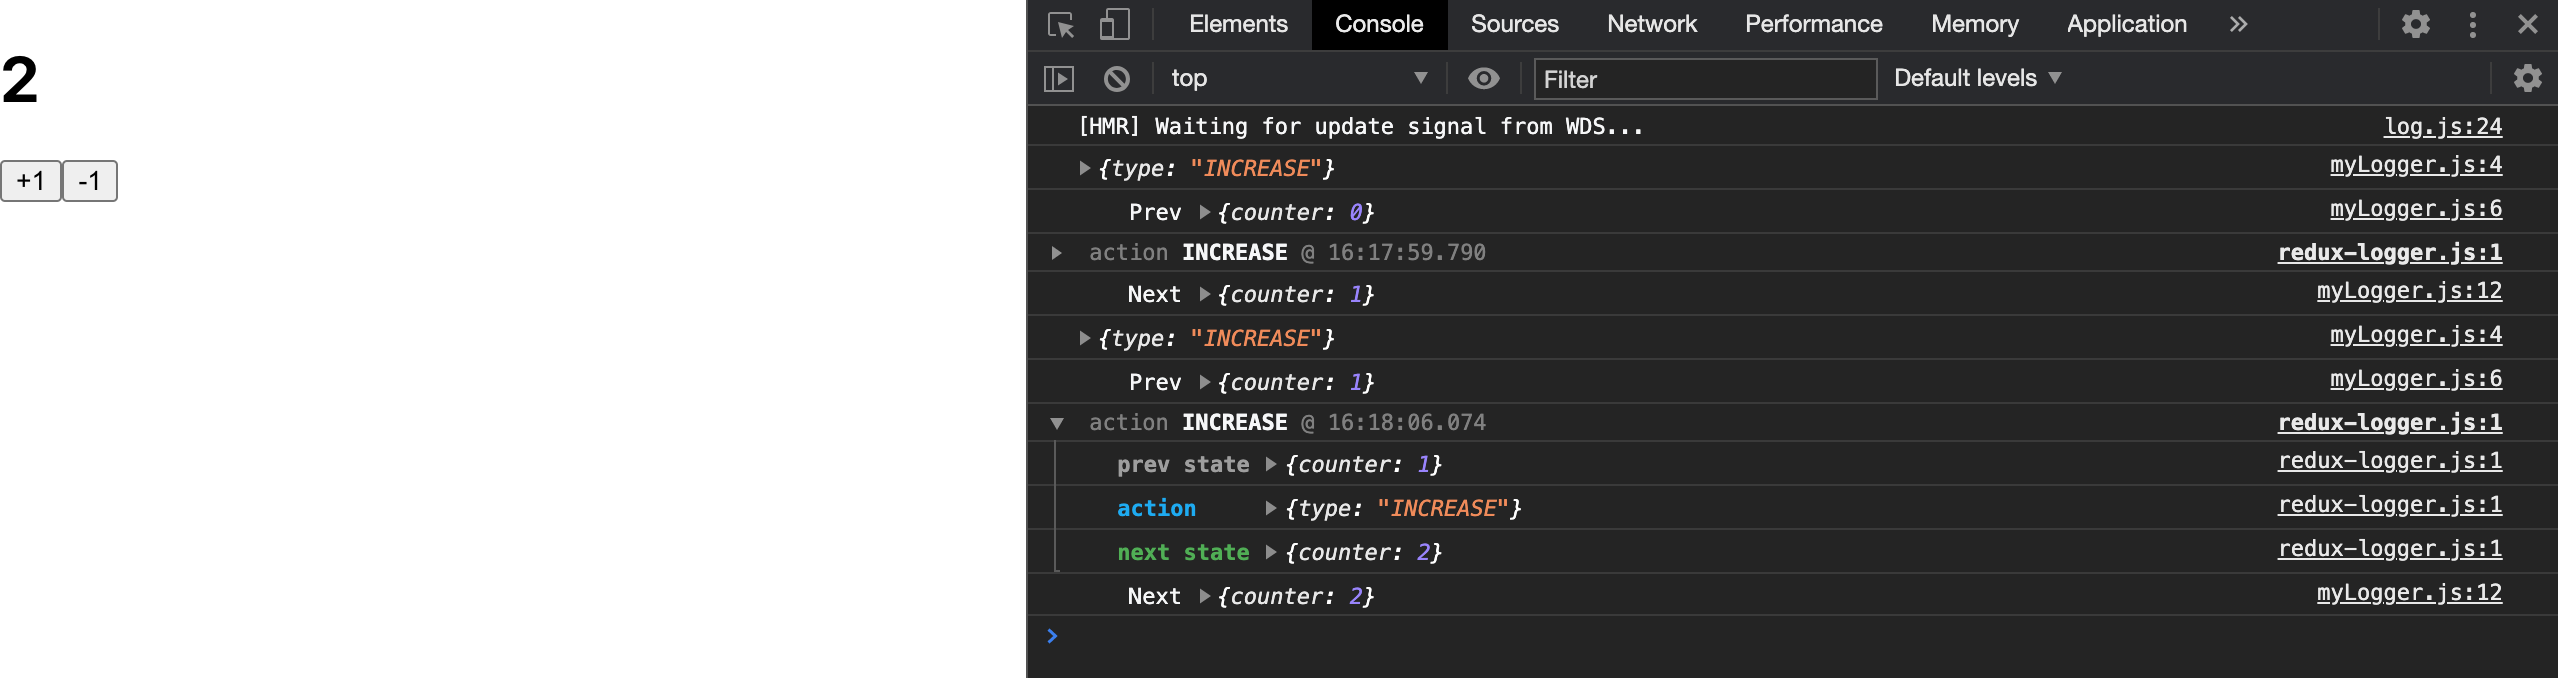 2
+1 -1
Elements Console Sources Network Performance Memory Application »
top Filter Default levels
[HMR] Waiting for update signal from WDS... log.js:24
{type: "INCREASE"} myLogger.js:4
Prev {counter: 0} myLogger.js:6
action INCREASE @ 16:17:59.790 redux-logger.js:1
Next {counter: 1} myLogger.js:12
{type: "INCREASE"} myLogger.js:4
Prev {counter: 1} myLogger.js:6
action INCREASE @ 16:18:06.074 redux-logger.js:1
prev state {counter: 1} redux-logger.js:1
action {type: "INCREASE"} redux-logger.js:1
next state {counter: 2} redux-logger.js:1
Next {counter: 2} myLogger.js:12